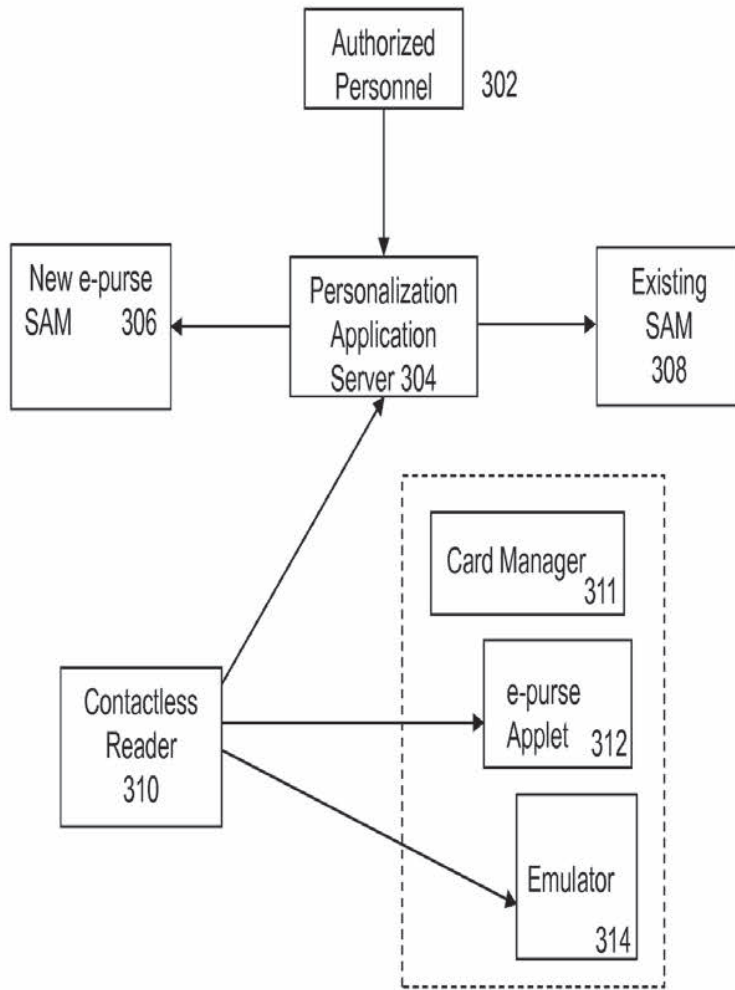 Authorized
Personnel
302
New e-purse
SAM 306
Personalization
Application
Server 304
Existing
SAM
308
Card Manager
311
Contactless
Reader
310
e-purse
Applet
312
Emulator
314